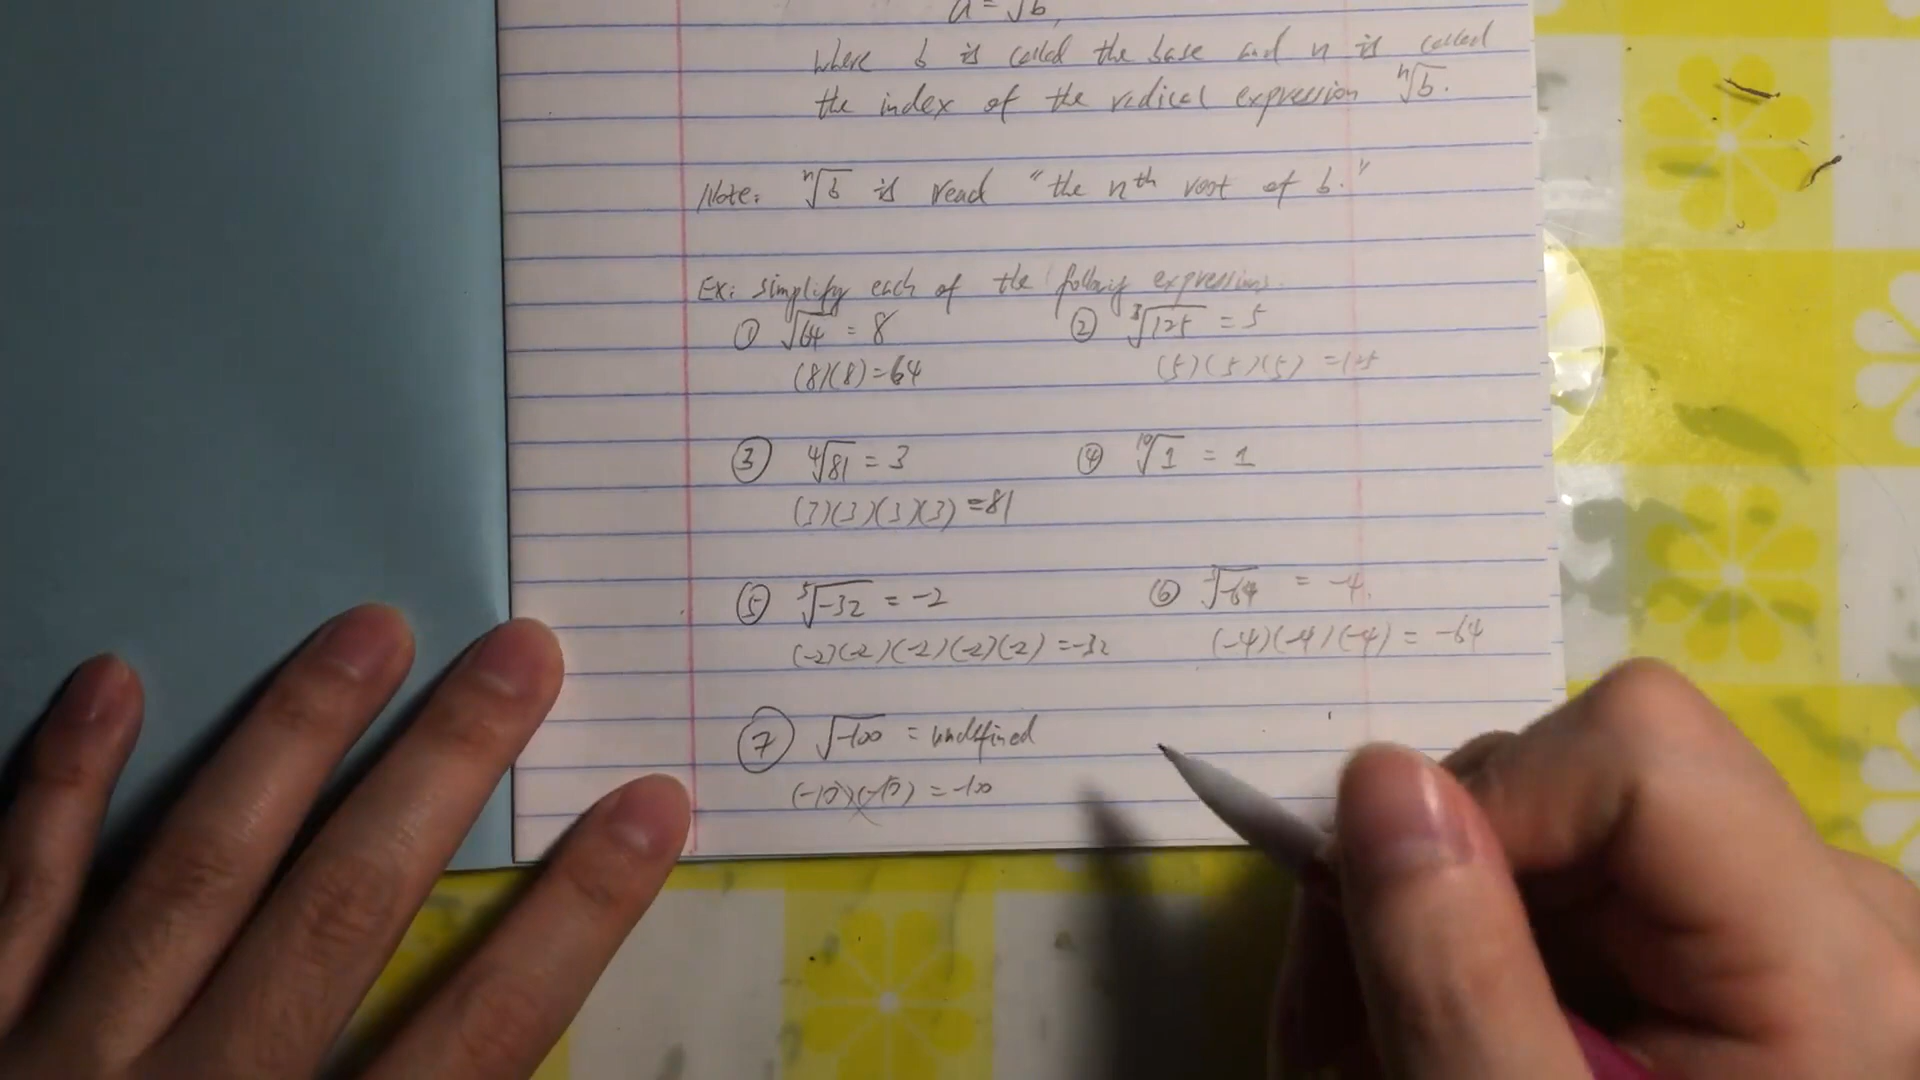 a = √b,
where b is called the base and n is called
the index of the radical expression ⁿ√b.
Note: ⁿ√b is read "the nth root of b."
Ex: Simplify each of the following expressions.
① √64 = 8 ② ³√125 = 5
(8)(8)=64 (5)(5)(5) =125
③ ⁴√81 = 3 ④ ¹⁰√1 = 1
(3)(3)(3)(3) =81
⑤ ⁵√-32 = -2 ⑥ ³√-64 = -4.
(-2)(-2)(-2)(-2)(-2) =-32 (-4)(-4)(-4) = -64
⑦ √-100 = undefined
(-10)(-10) = -100